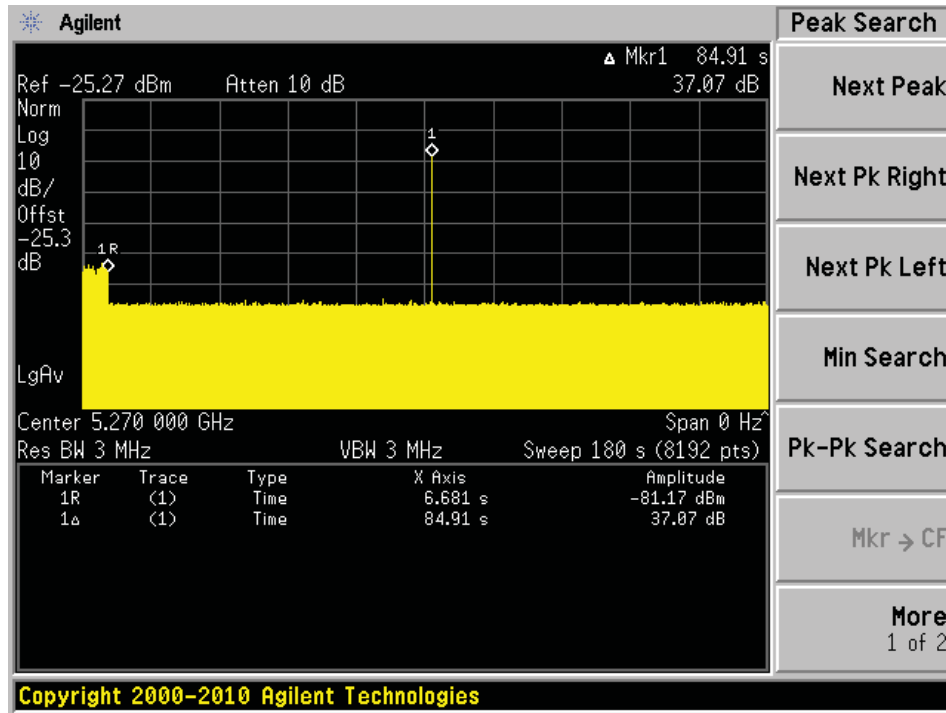 Agilent
Peak Search
Δ Mkr1 84.91 s
Ref -25.27 dBm Atten 10 dB 37.07 dB
Norm
Log
10
dB/
Offst
-25.3
dB
LgAv
1
1R
Center 5.270 000 GHz Span 0 Hz^
Res BW 3 MHz VBW 3 MHz Sweep 180 s (8192 pts)
Marker Trace Type X Axis Amplitude
1R (1) Time 6.681 s -81.17 dBm
1Δ (1) Time 84.91 s 37.07 dB
Next Peak
Next Pk Right
Next Pk Left
Min Search
Pk-Pk Search
Mkr → CF
More
1 of 2
Copyright 2000-2010 Agilent Technologies